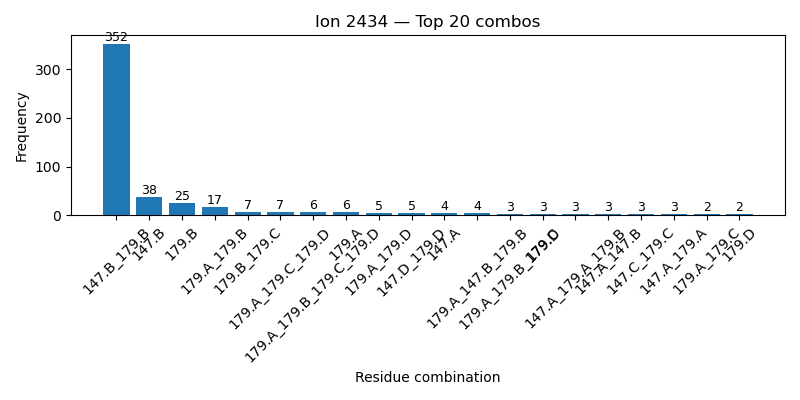 Ion 2434 — Top 20 combos
Frequency
300
200
100
0
352
38
25
17
7
7
6
6
5
5
4
4
3
3
3
3
3
3
2
2
147.B_179.B
147.B
179.B
179.A_179.B
179.B_179.C
179.A_179.C_179.D
179.A_179.B_179.C_179.D
179.A
179.A_179.D
147.D_179.D
147.A
179.A_147.B_179.B
179.A_179.B_179.D
179.C
147.A_179.A_179.B
147.A_147.B
147.C_179.C
147.A_179.A
179.A_179.C
179.D
Residue combination